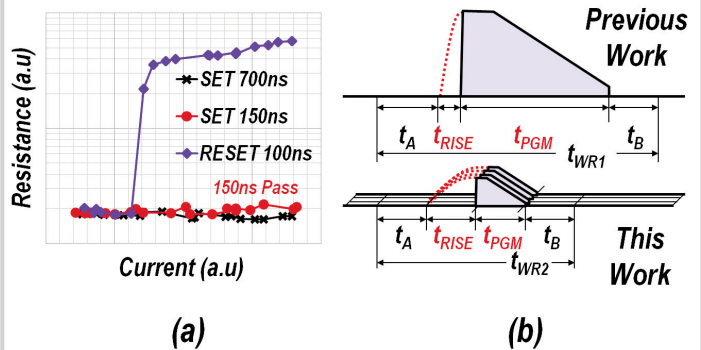 Resistance (a.u)
SET 700ns
SET 150ns
RESET 100ns
150ns Pass
Current (a.u)
(a)
Previous
Work
tA tRISE tPGM tB
tWR1
tA tRISE tPGM tB
tWR2
This
Work
(b)